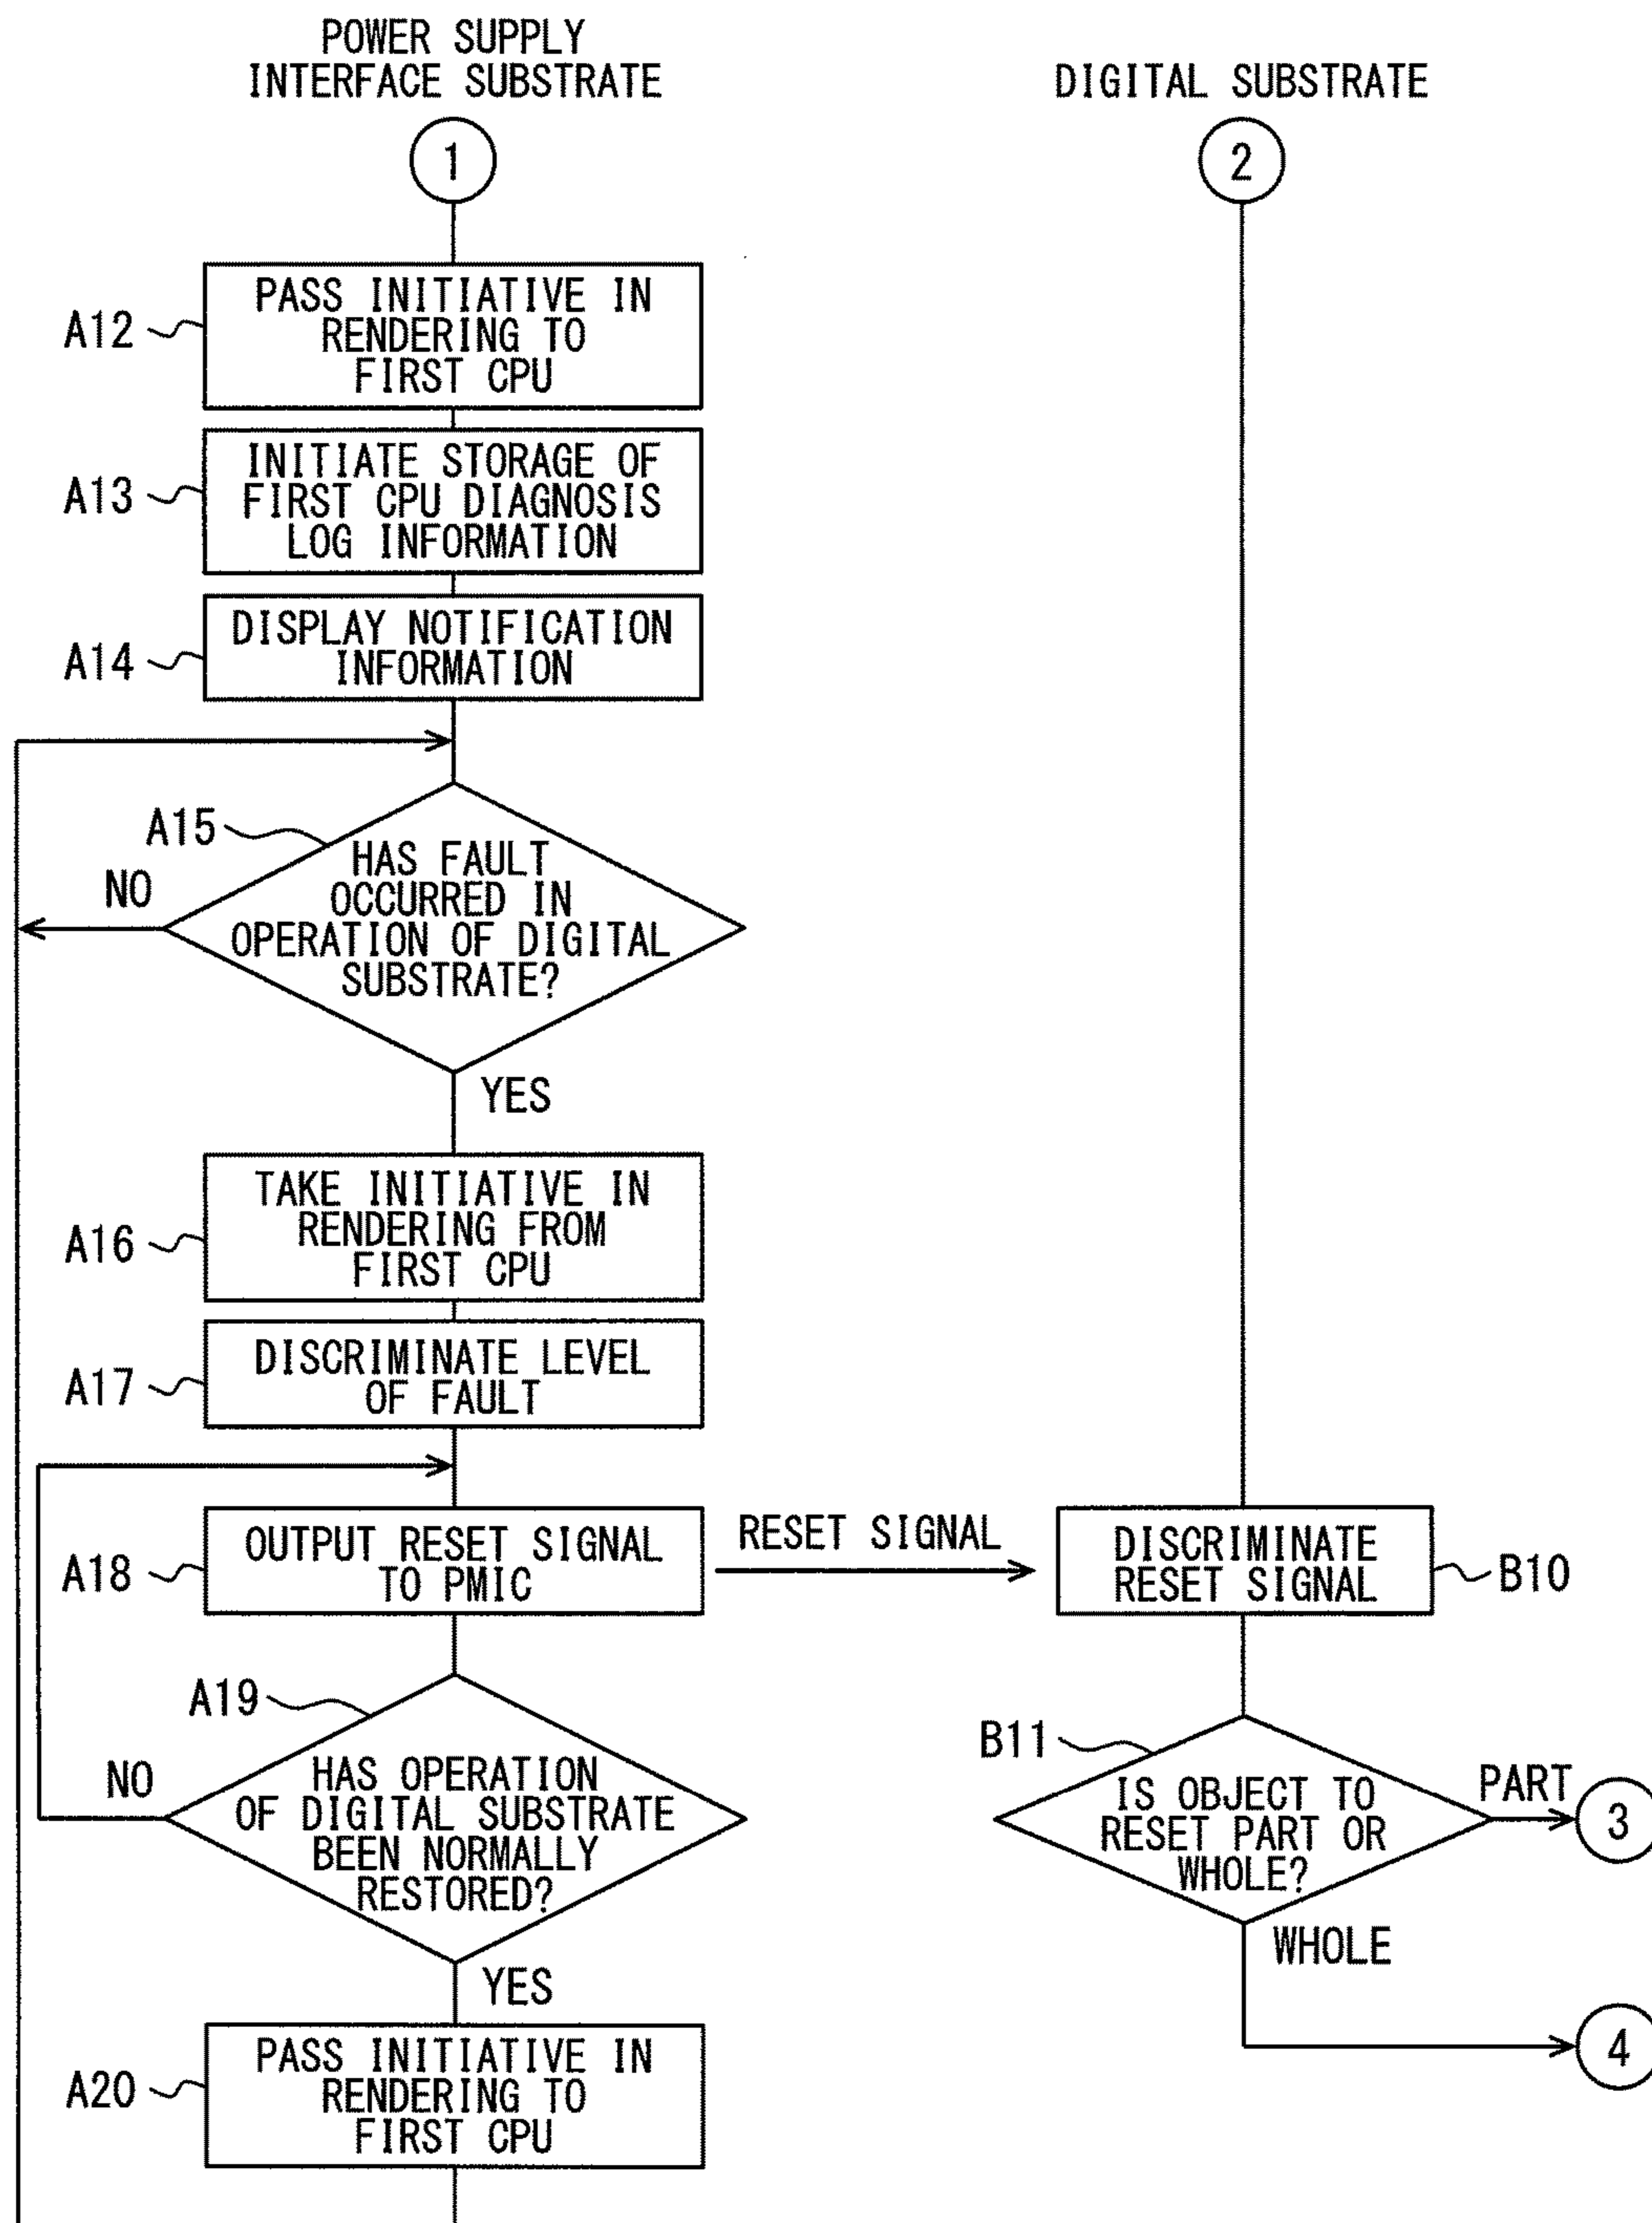 POWER SUPPLY
INTERFACE SUBSTRATE
DIGITAL SUBSTRATE
1
2
A12
PASS INITIATIVE IN
RENDERING TO
FIRST CPU
A13
INITIATE STORAGE OF
FIRST CPU DIAGNOSIS
LOG INFORMATION
A14
DISPLAY NOTIFICATION
INFORMATION
A15
HAS FAULT
OCCURRED IN
OPERATION OF DIGITAL
SUBSTRATE?
NO
YES
A16
TAKE INITIATIVE IN
RENDERING FROM
FIRST CPU
A17
DISCRIMINATE LEVEL
OF FAULT
A18
OUTPUT RESET SIGNAL
TO PMIC
RESET SIGNAL
DISCRIMINATE
RESET SIGNAL
B10
A19
HAS OPERATION
OF DIGITAL SUBSTRATE
BEEN NORMALLY
RESTORED?
NO
YES
B11
IS OBJECT TO
RESET PART OR
WHOLE?
PART
3
WHOLE
4
A20
PASS INITIATIVE IN
RENDERING TO
FIRST CPU